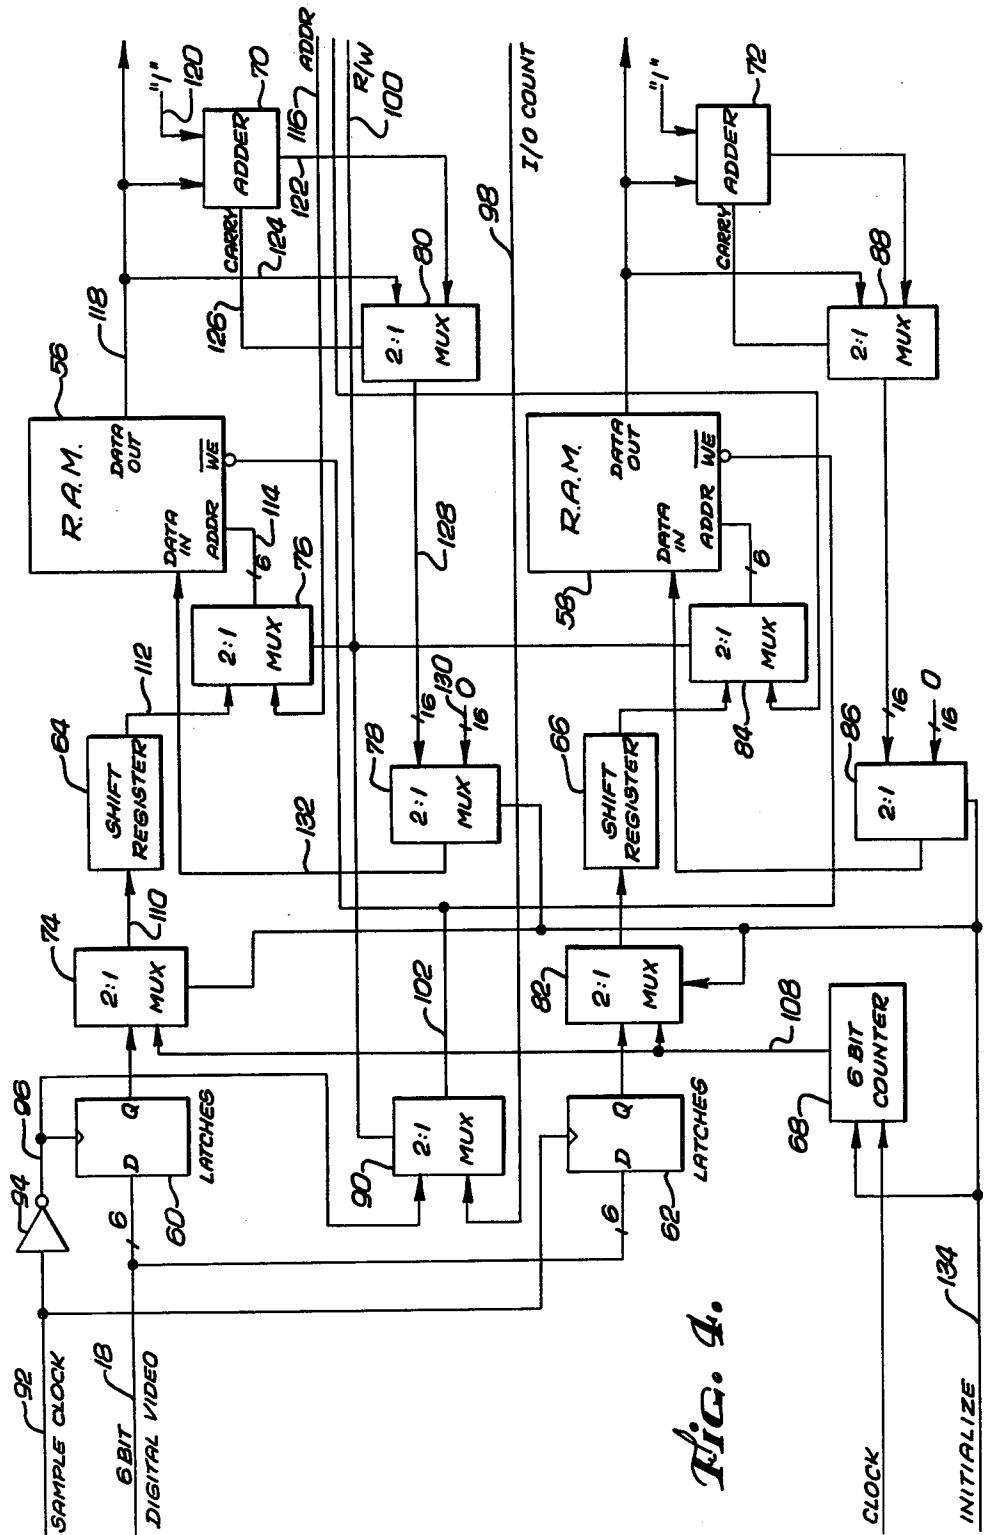 92
SAMPLE CLOCK
94
96
6 BIT
DIGITAL VIDEO
18
6
60
D
Q
LATCHES
74
2:1
MUX
110
64
SHIFT
REGISTER
112
132
R.A.M.
56
DATA
IN
DATA
OUT
ADDR
WE
118
114
6
2:1
MUX
76
"1"
120
ADDER
70
CARRY
122
124
126
116
ADDR
R/W
100
2:1
MUX
80
128
78
2:1
MUX
16
130
0
16
90
2:1
MUX
102
98
I/O COUNT
6
62
D
Q
LATCHES
82
2:1
MUX
66
SHIFT
REGISTER
84
2:1
MUX
6
58
R.A.M.
DATA
IN
DATA
OUT
ADDR
WE
"1"
ADDER
72
CARRY
2:1
MUX
88
86
2:1
16
0
16
68
6 BIT
COUNTER
108
CLOCK
INITIALIZE
134
Fig. 4.